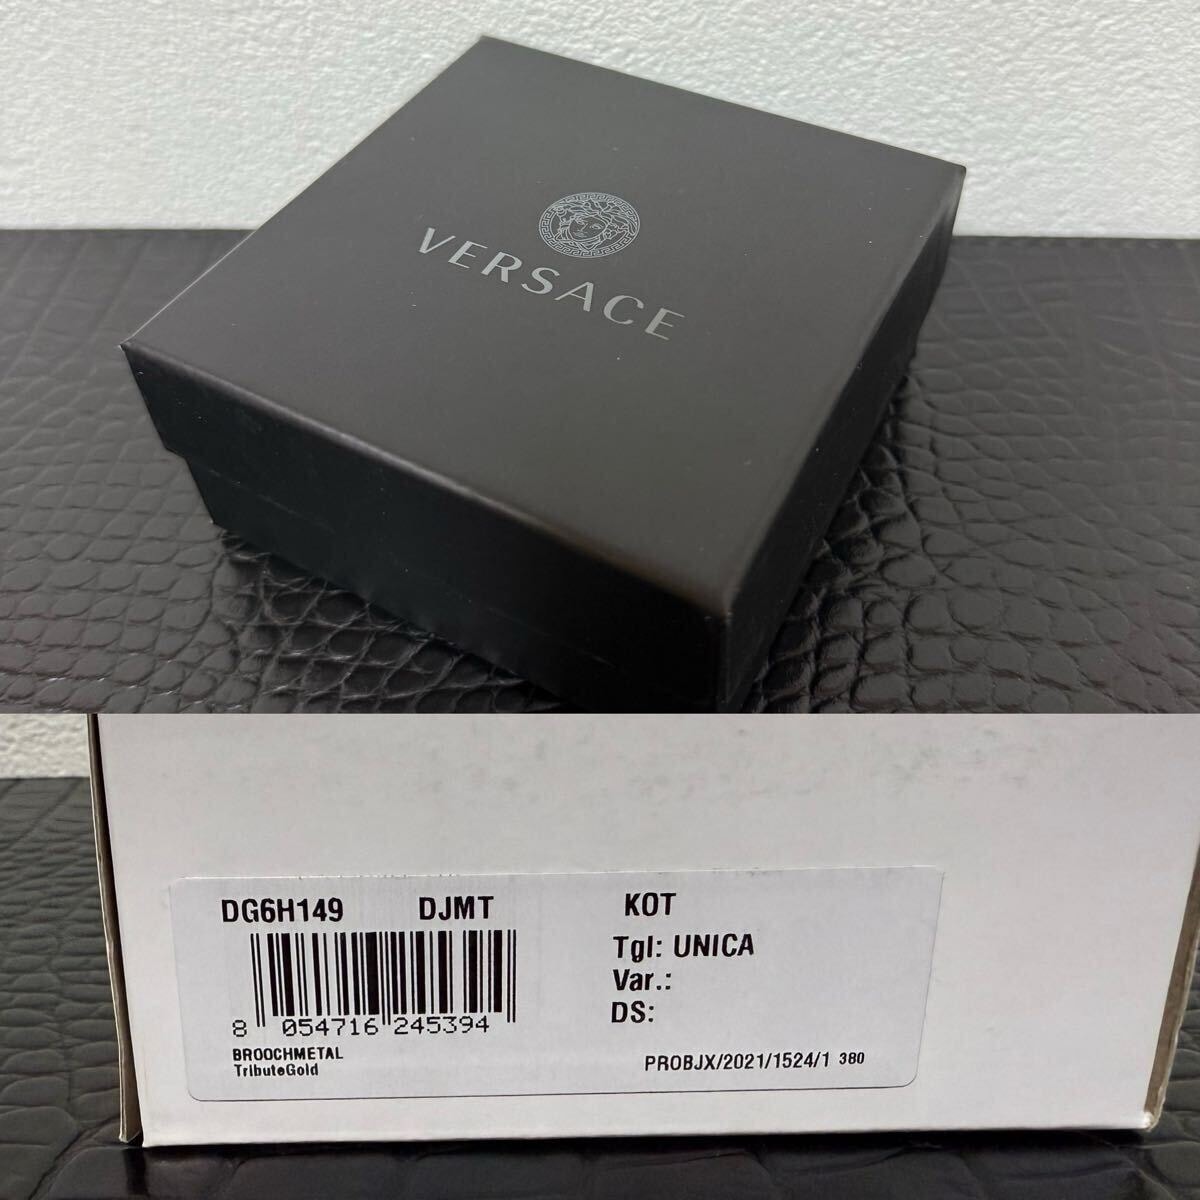 VERSACE
DG6H149 DJMT KOT
Tgl: UNICA
Var.:
DS:
8 054716 245394
BROOCHMETAL
TributeGold
PROBJX/2021/1524/1 380